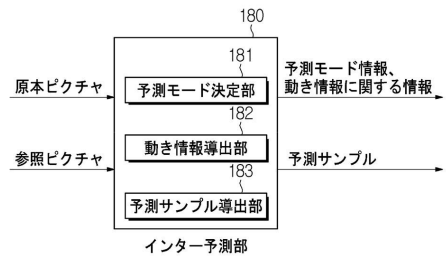 180
181
原本ピクチャ
予測モード決定部
予測モード情報、
動き情報に関する情報
182
動き情報導出部
参照ピクチャ
183
予測サンプル
予測サンプル導出部
インター予測部